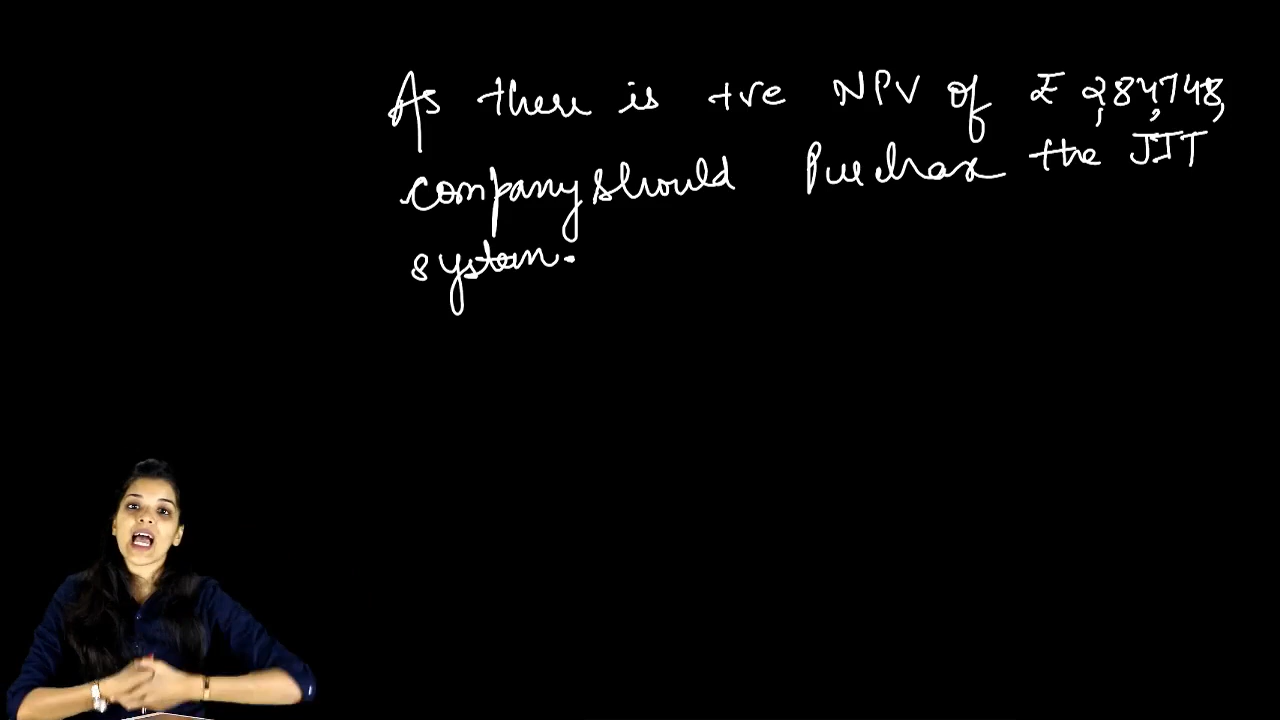 As there is +ve NPV of ₹ 2,84,748,
company should Purchase the JIT
system.